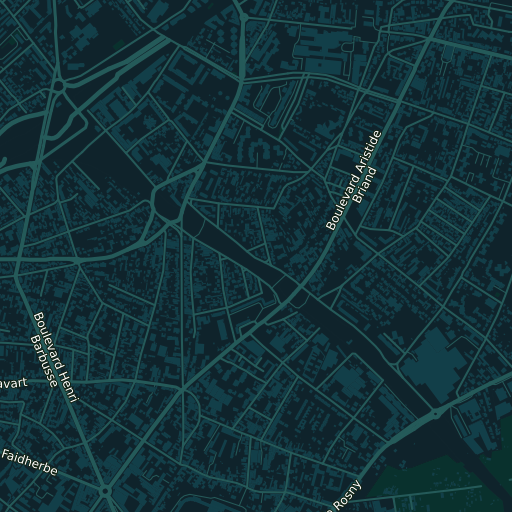 Boulevard Aristide
Briand
Boulevard Henri
Barbusse
avart
Faidherbe
Rosny